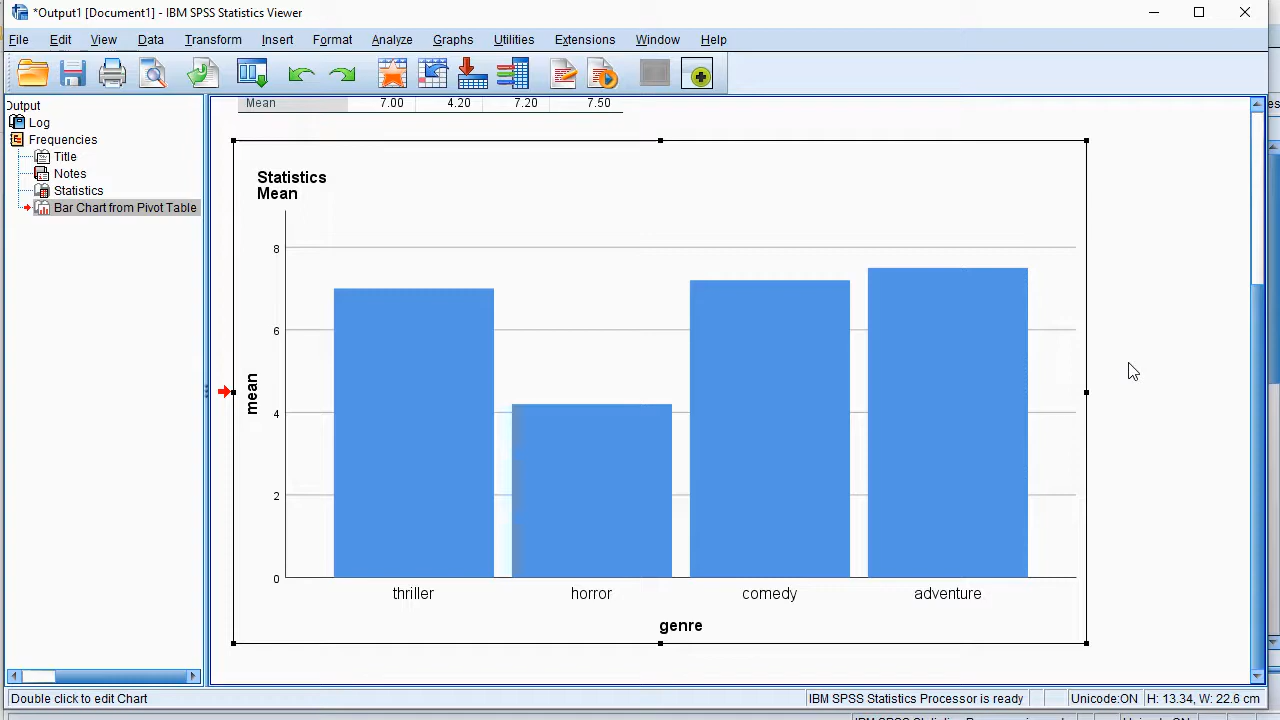 *Output1 [Document1] - IBM SPSS Statistics Viewer
File Edit View Data Transform Insert Format Analyze Graphs Utilities Extensions Window Help
Output
Log
Frequencies
Title
Notes
Statistics
Bar Chart from Pivot Table
Mean 7.00 4.20 7.20 7.50
Statistics
Mean
8
6
4
2
0
mean
thriller horror comedy adventure
genre
Double click to edit Chart
IBM SPSS Statistics Processor is ready Unicode:ON H: 13.34, W: 22.6 cm